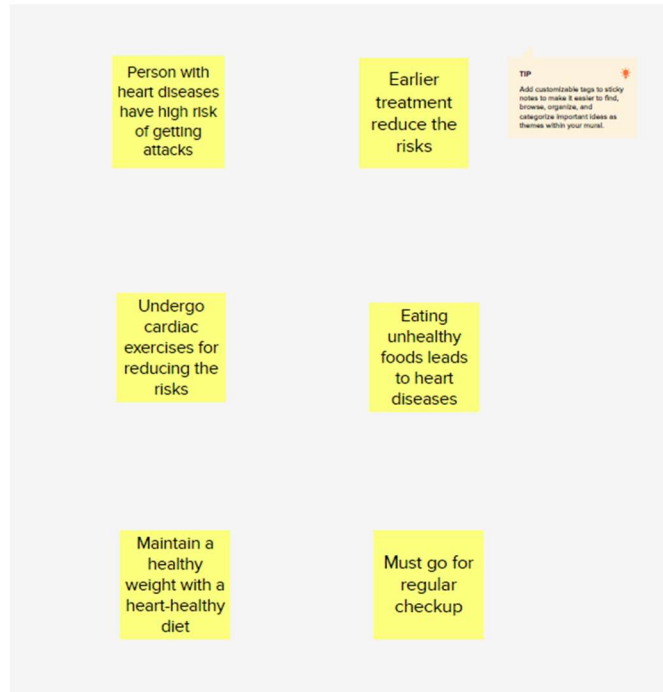 Person with
heart diseases
have high risk
of getting
attacks
Earlier
treatment
reduce the
risks
TIP
Add customizable tags to sticky
notes to make it easier to find,
browse, organize, and
categorize important ideas as
themes within your mural.
Undergo
cardiac
exercises for
reducing the
risks
Eating
unhealthy
foods leads
to heart
diseases
Maintain a
healthy
weight with a
heart-healthy
diet
Must go for
regular
checkup